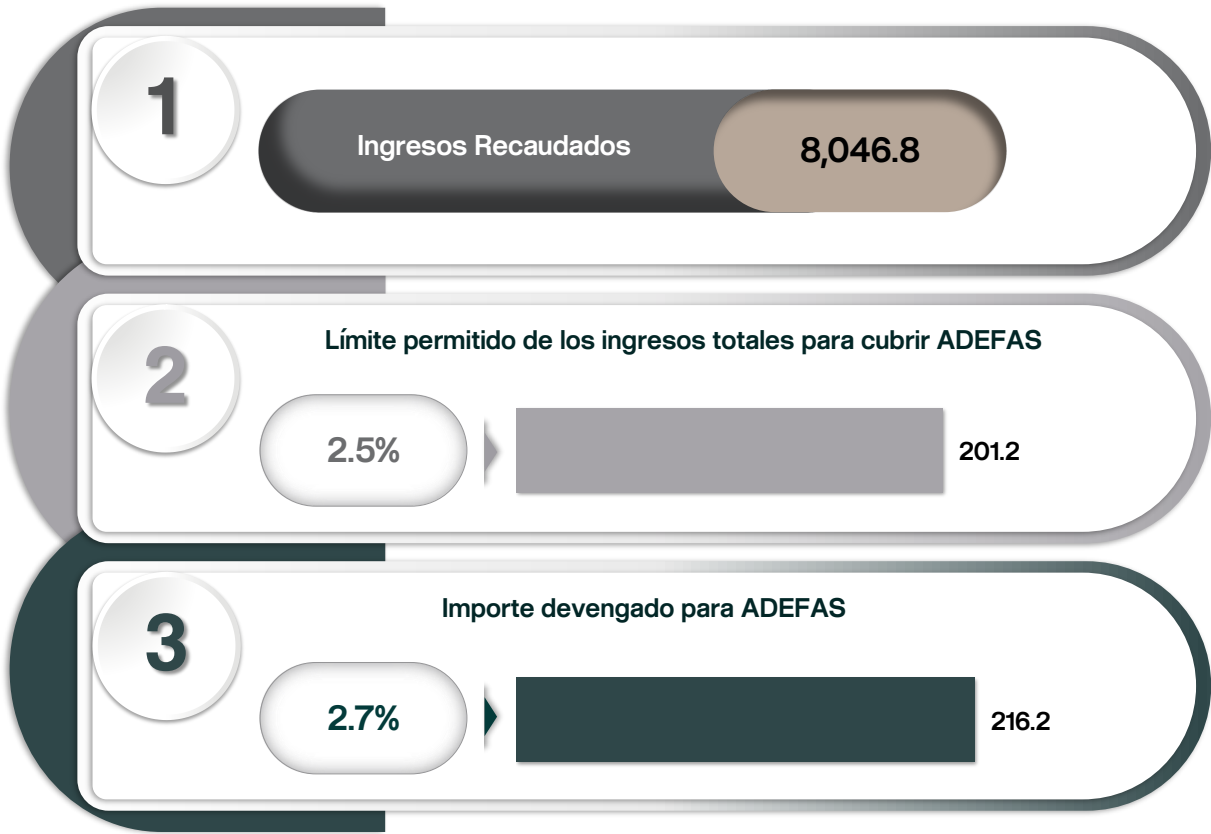 1
Ingresos Recaudados
8,046.8
2
Límite permitido de los ingresos totales para cubrir ADEFAS
2.5%
201.2
3
Importe devengado para ADEFAS
2.7%
216.2